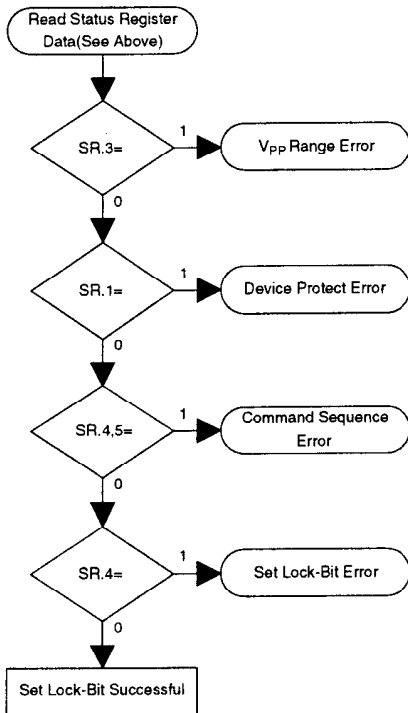 Read Status Register
Data(See Above)
SR.3=
1
VPP Range Error
0
SR.1=
1
Device Protect Error
0
SR.4,5=
1
Command Sequence
Error
0
SR.4=
1
Set Lock-Bit Error
0
Set Lock-Bit Successful